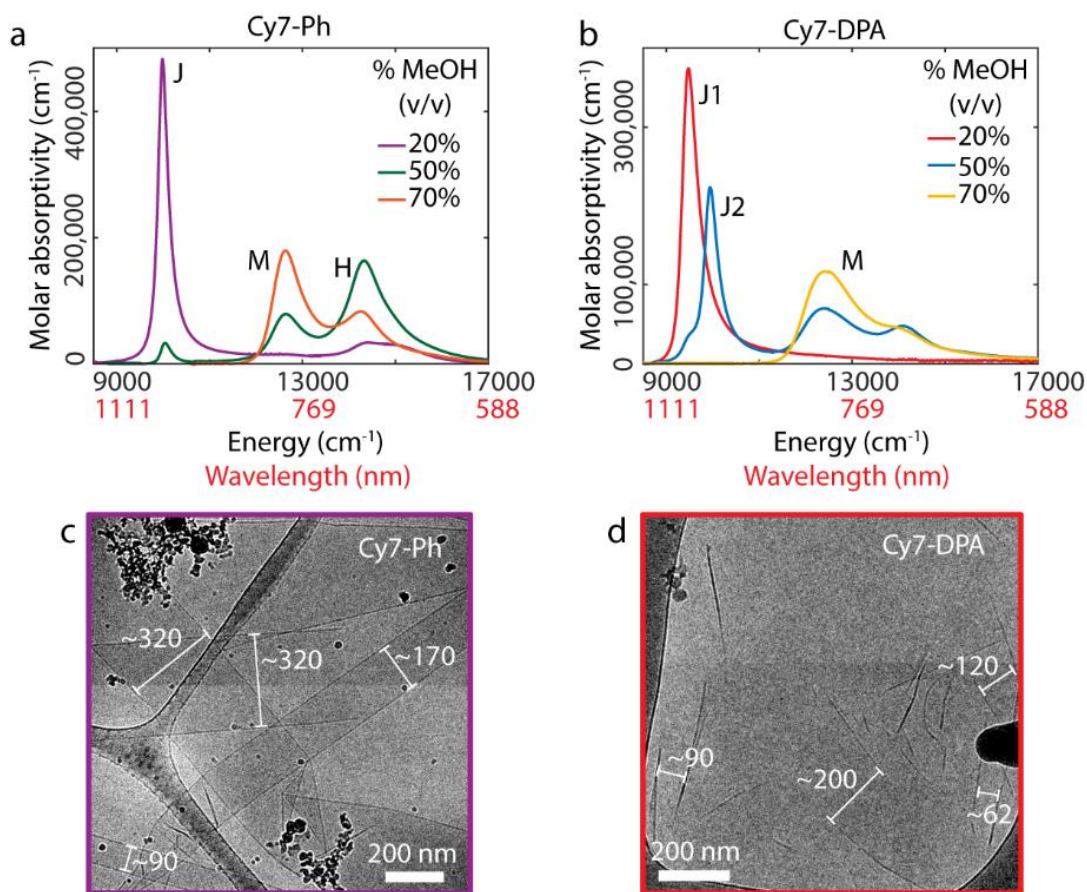 a
Cy7-Ph
J
% MeOH
(v/v)
20%
50%
70%
M
H
Molar absorptivity (cm⁻¹)
400,000
200,000
0
9000
13000
17000
1111
769
588
Energy (cm⁻¹)
Wavelength (nm)
b
Cy7-DPA
J1
% MeOH
(v/v)
20%
50%
70%
J2
M
Molar absorptivity (cm⁻¹)
300,000
100,000
0
9000
13000
17000
1111
769
588
Energy (cm⁻¹)
Wavelength (nm)
c
Cy7-Ph
~320
~320
~170
~90
200 nm
d
Cy7-DPA
~120
~90
~200
~62
200 nm